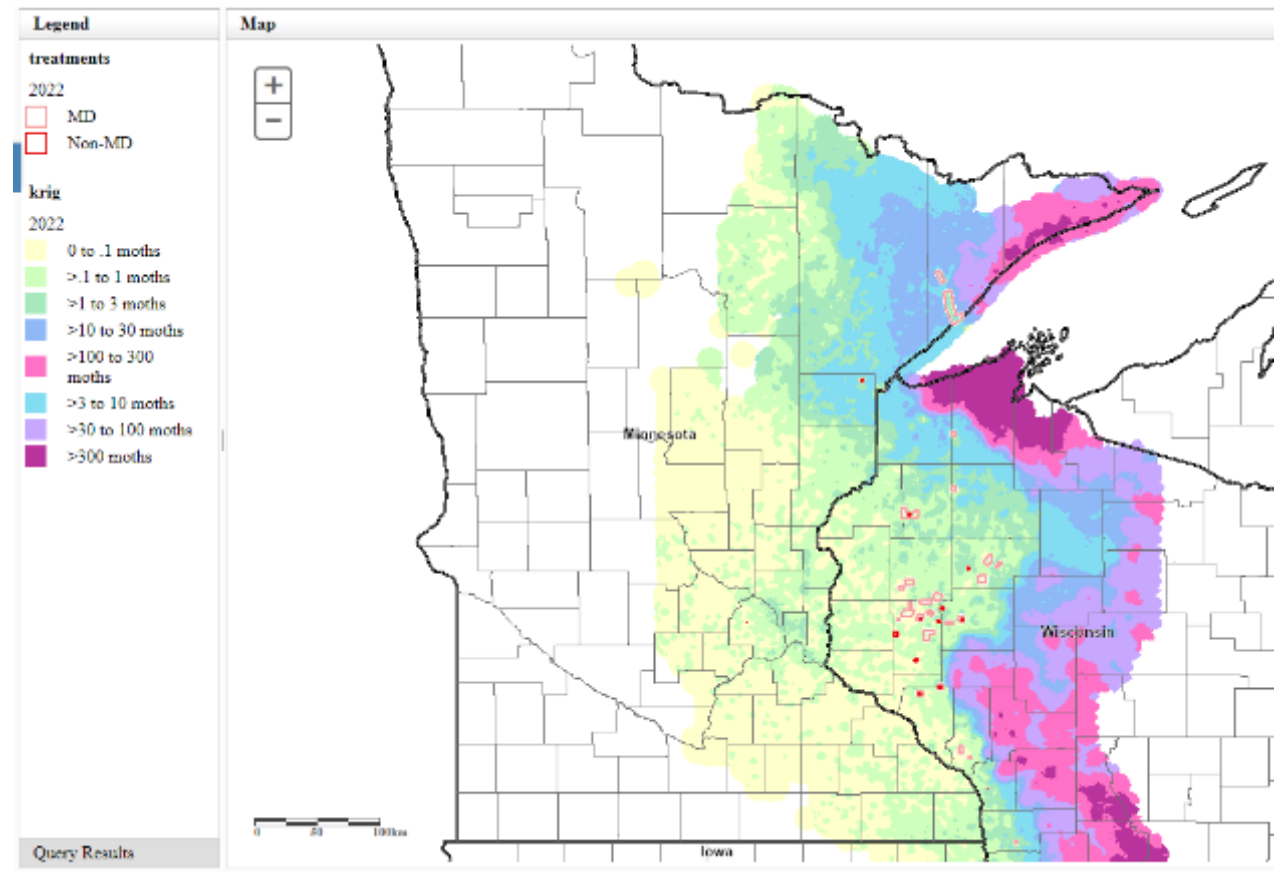 Legend
Map
treatments
2022
MD
Non-MD
krig
2022
0 to .1 moths
>.1 to 1 moths
>1 to 3 moths
>10 to 30 moths
>100 to 300
moths
>3 to 10 moths
>30 to 100 moths
>300 moths
+
−
Minnesota
Wisconsin
0 50 100km
Iowa
Query Results